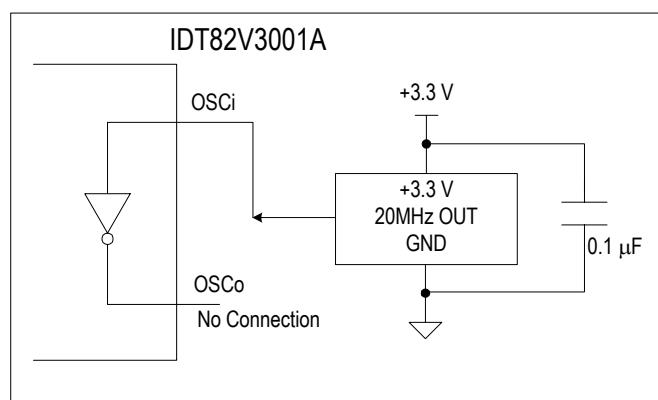 IDT82V3001A
OSCi
+3.3 V
+3.3 V
20MHz OUT
GND
0.1 µF
OSCo
No Connection